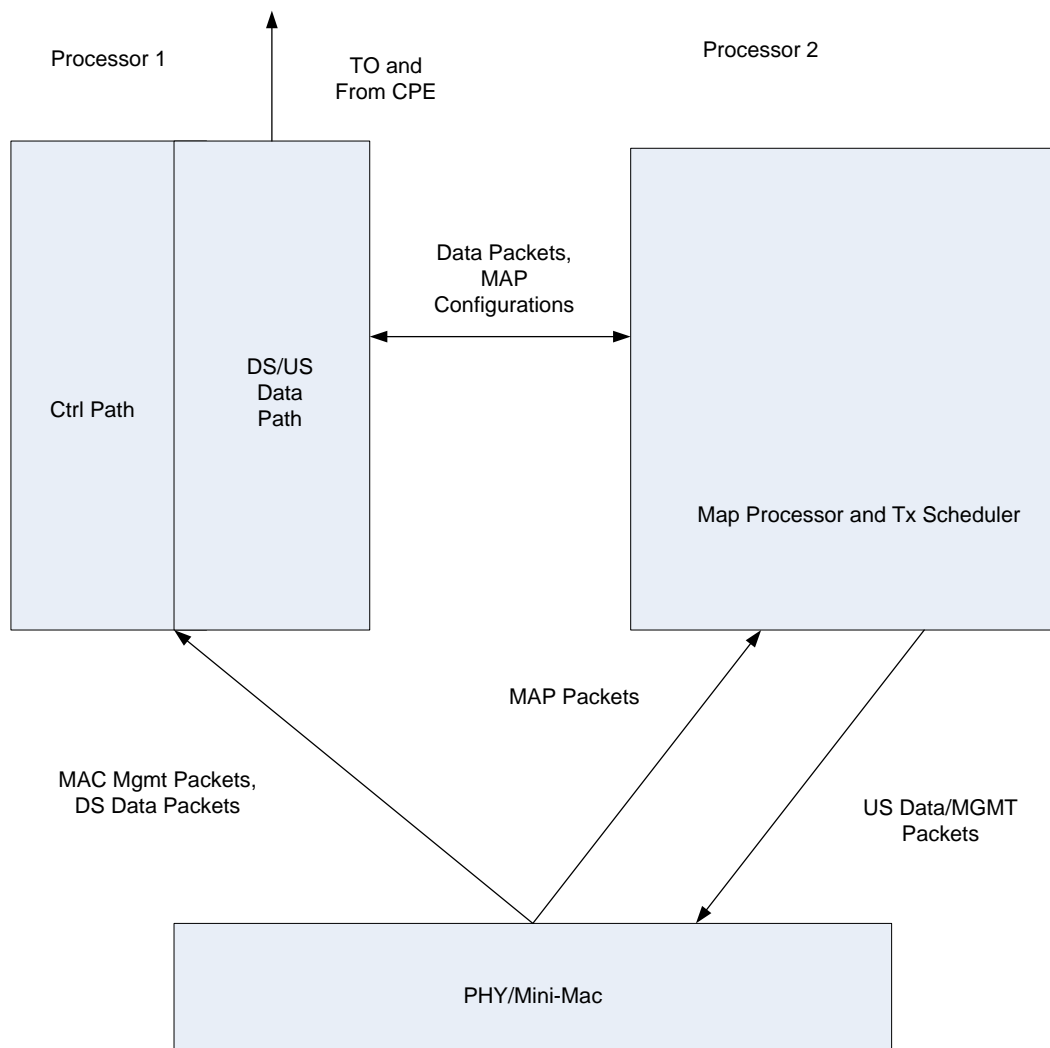 Processor 1
TO and
From CPE
Processor 2
Data Packets,
MAP
Configurations
Ctrl Path
DS/US
Data
Path
Map Processor and Tx Scheduler
MAP Packets
MAC Mgmt Packets,
DS Data Packets
US Data/MGMT
Packets
PHY/Mini-Mac